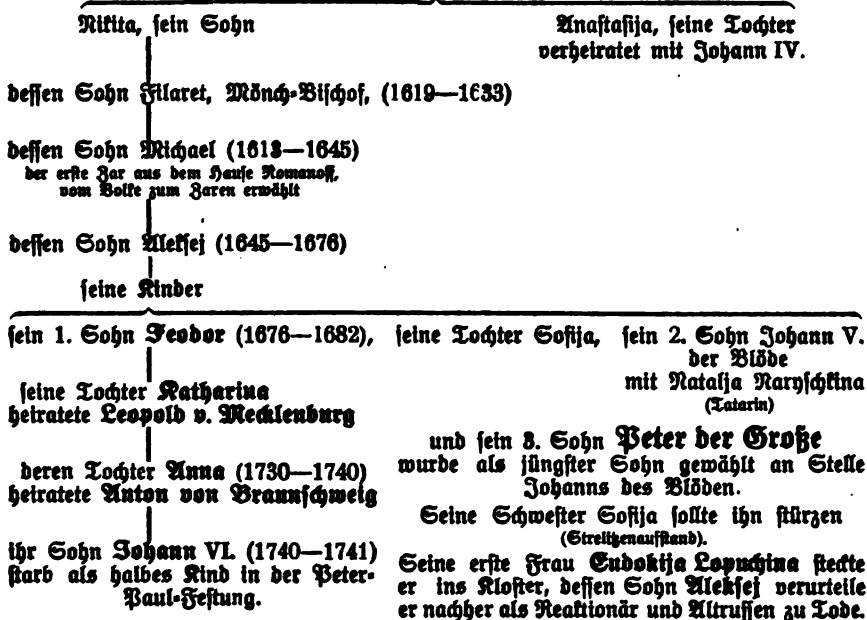 Nikita, sein Sohn
Anastasija, seine Tochter
verheiratet mit Johann IV.
dessen Sohn Filaret, Mönch-Bischof, (1619—1633)
dessen Sohn Michael (1613—1645)
der erste Zar aus dem Hause Romanoff,
vom Volke zum Zaren erwählt
dessen Sohn Aleksej (1645—1676)
seine Kinder
sein 1. Sohn Feodor (1676—1682),
seine Tochter Katharina
heiratete Leopold v. Mecklenburg
deren Tochter Anna (1730—1740)
heiratete Anton von Braunschweig
ihr Sohn Johann VI. (1740—1741)
starb als halbes Kind in der Peter-
Paul-Festung.
seine Tochter Sofija,
sein 2. Sohn Johann V.
der Blöde
mit Natalja Naryschkina
(Tatarin)
und sein 3. Sohn Peter der Große
wurde als jüngster Sohn gewählt an Stelle
Johanns des Blöden.
Seine Schwester Sofija sollte ihn stürzen
(Strelitzenaufstand).
Seine erste Frau Eudokija Lopuchina steckte
er ins Kloster, dessen Sohn Aleksej verurteile
er nachher als Reaktionär und Altrussen zu Tode.